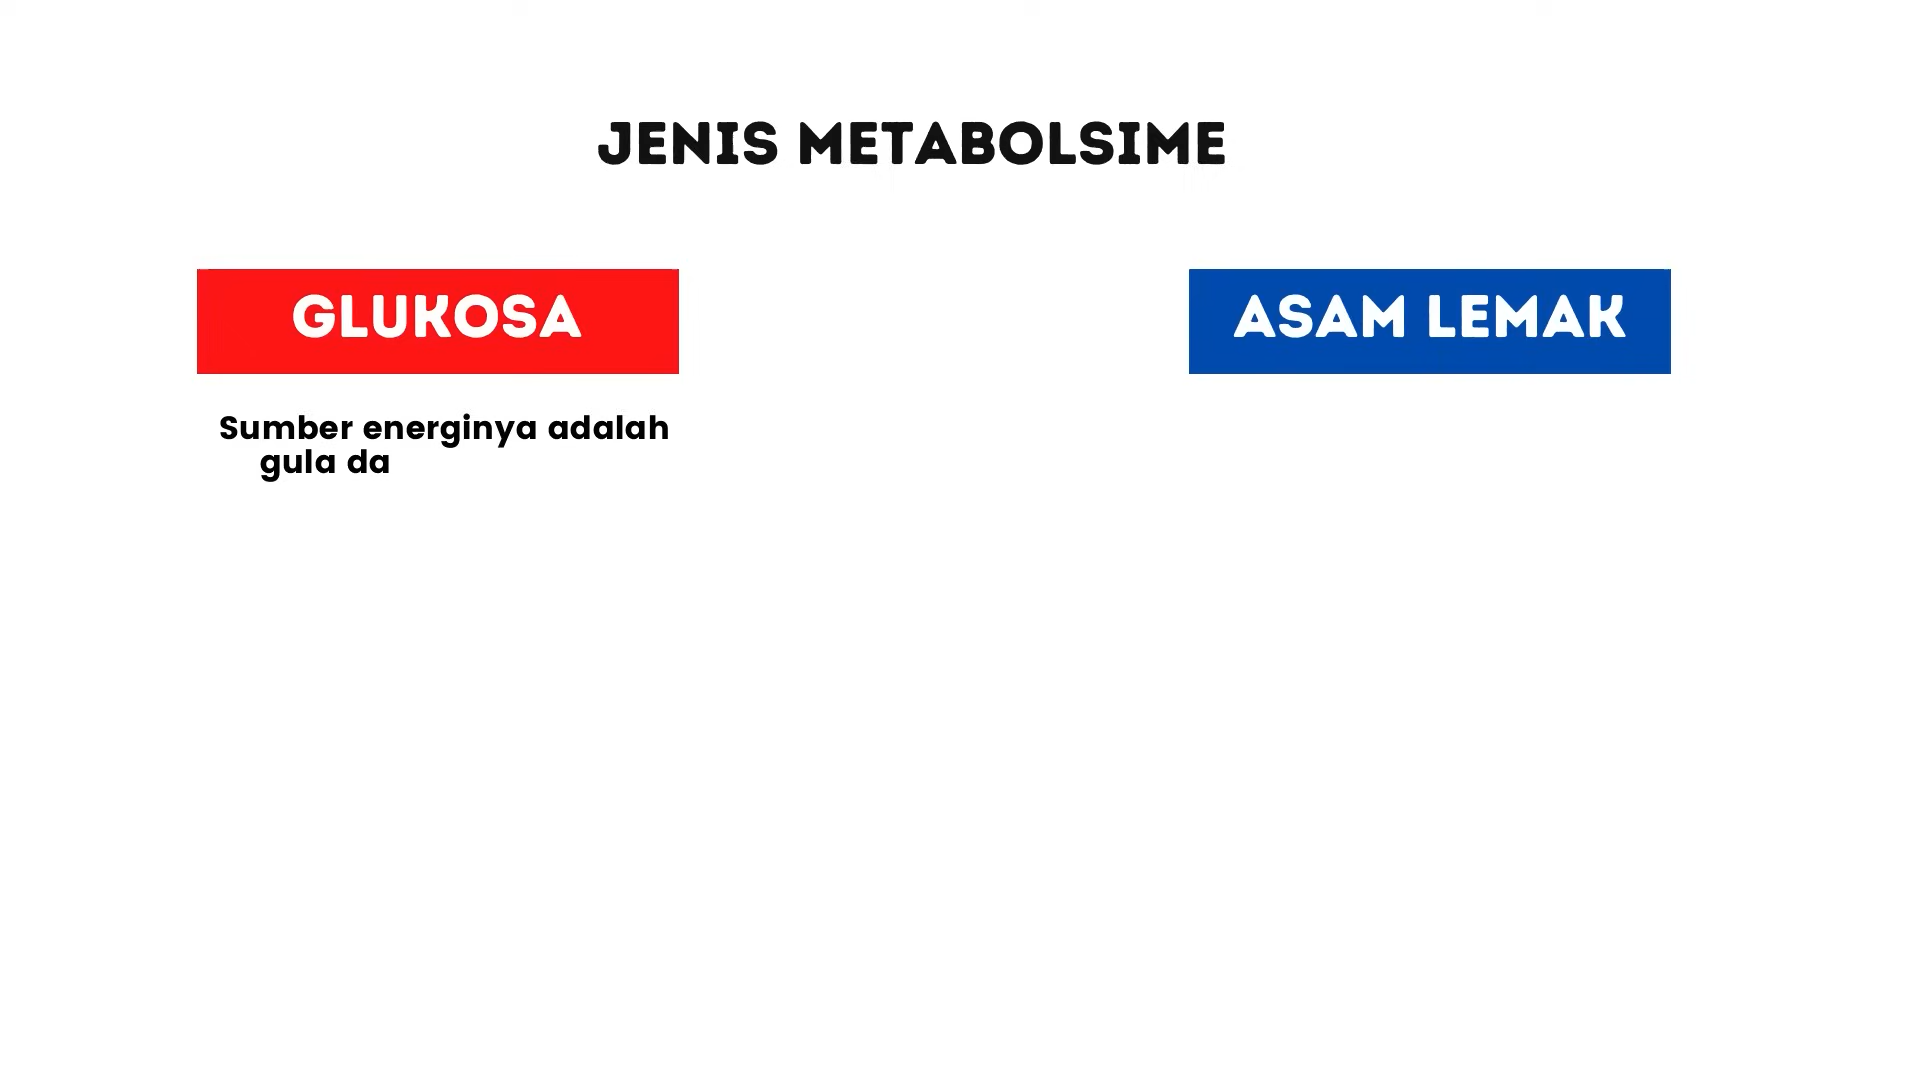 JENIS METABOLSIME
GLUKOSA
ASAM LEMAK
Sumber energinya adalah
gula da